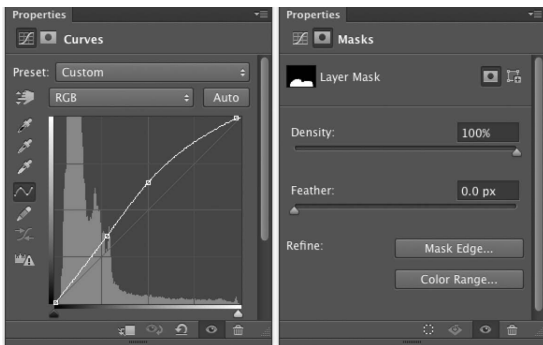 Properties
Curves
Preset: Custom
RGB Auto
Properties
Masks
Layer Mask
Density: 100%
Feather: 0.0 px
Refine: Mask Edge...
Color Range...